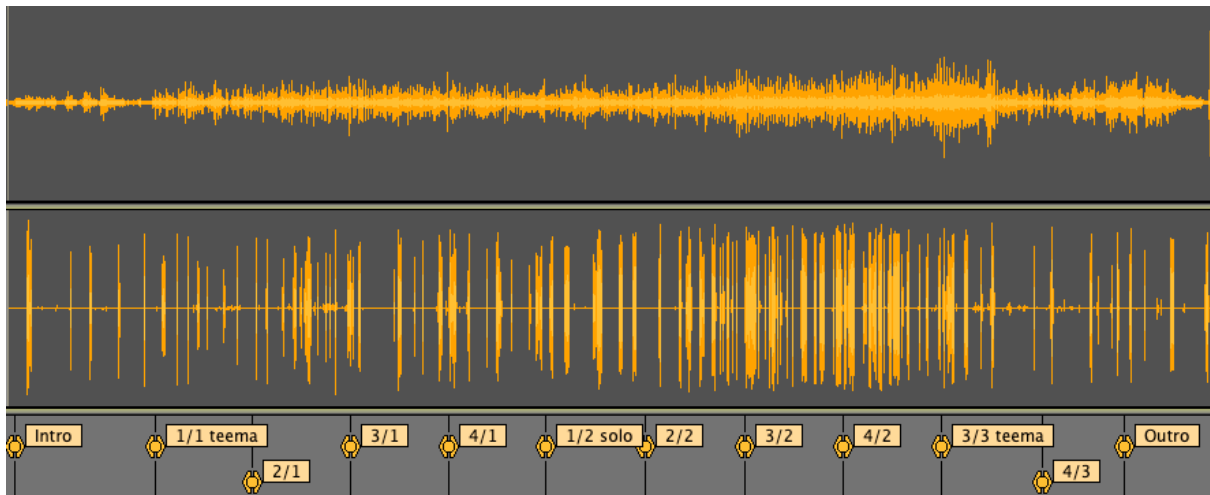 Intro
1/1 teema
2/1
3/1
4/1
1/2 solo
2/2
3/2
4/2
3/3 teema
4/3
Outro